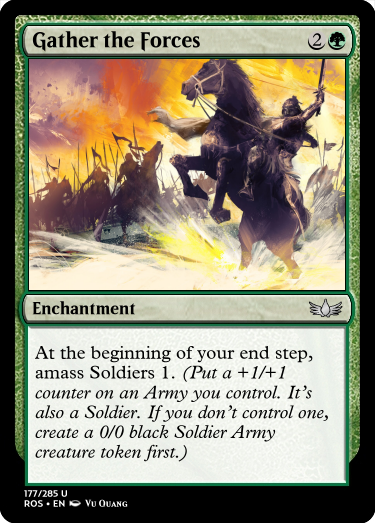 Gather the Forces 2
Enchantment
At the beginning of your end step,
amass Soldiers 1. (Put a +1/+1
counter on an Army you control. It's
also a Soldier. If you don't control one,
create a 0/0 black Soldier Army
creature token first.)
177/285 U
ROS • EN Vu Quang